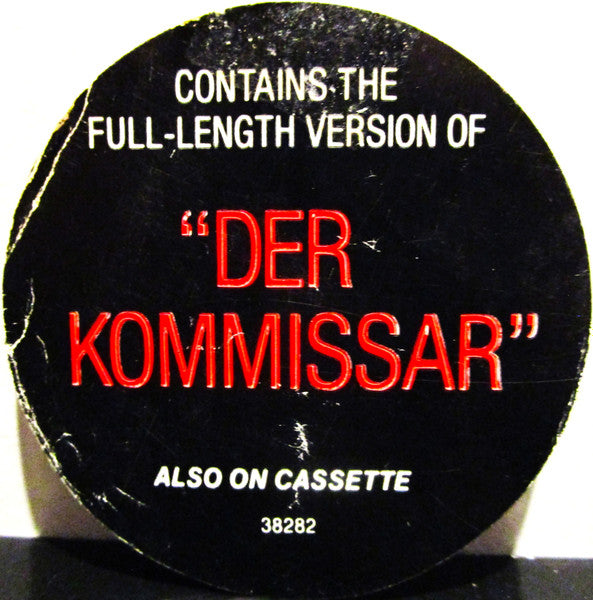 CONTAINS THE
FULL-LENGTH VERSION OF
“DER
KOMMISSAR”
ALSO ON CASSETTE
38282